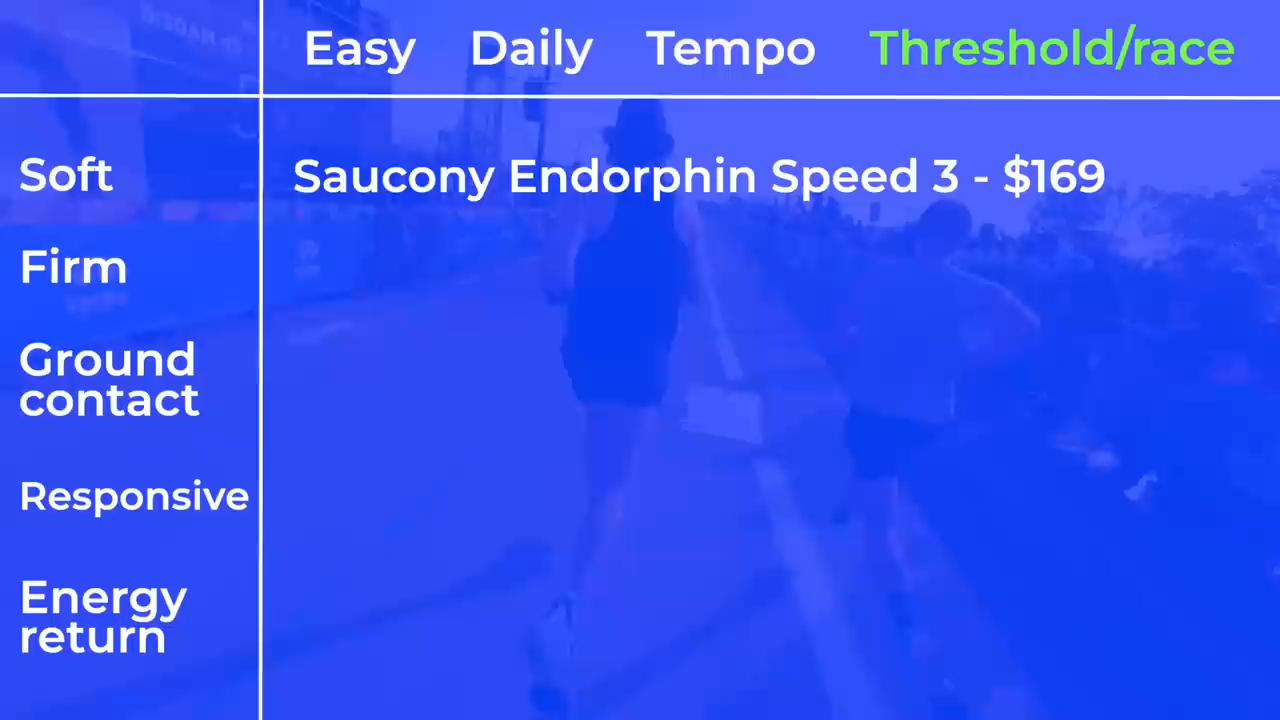 Easy Daily Tempo Threshold/race
Soft Saucony Endorphin Speed 3 - $169
Firm
Ground
contact
Responsive
Energy
return